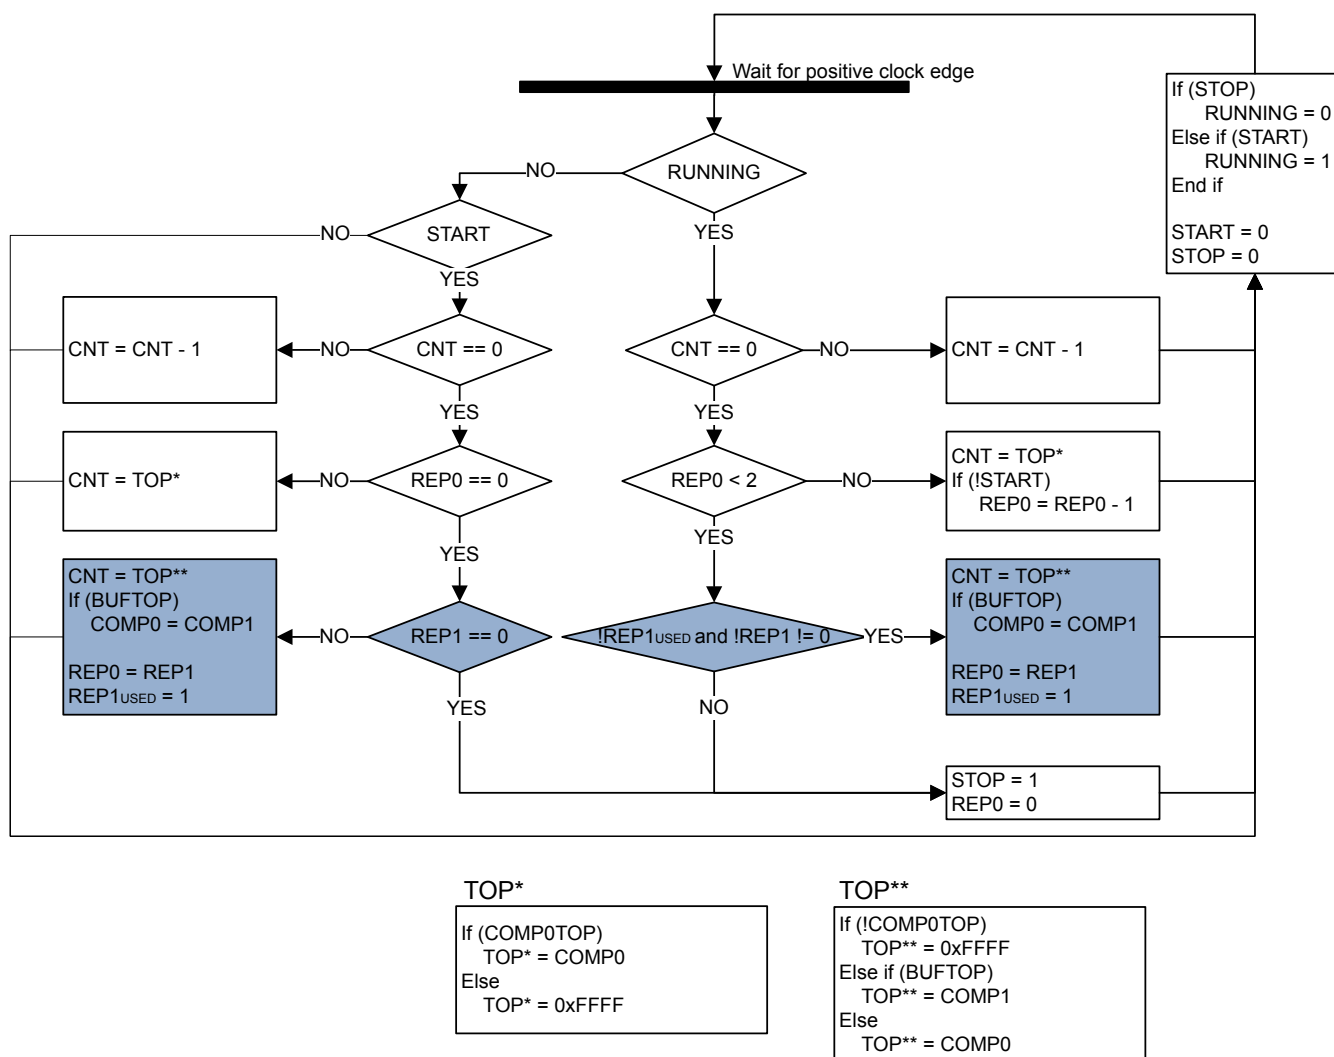 Wait for positive clock edge
If (STOP)
RUNNING = 0
Else if (START)
RUNNING = 1
End if
START = 0
STOP = 0
RUNNING
NO
YES
START
NO
YES
CNT = CNT - 1
NO
CNT == 0
YES
CNT == 0
NO
YES
CNT = CNT - 1
CNT = TOP*
NO
REP0 == 0
YES
REP0 < 2
NO
YES
CNT = TOP*
If (!START)
REP0 = REP0 - 1
CNT = TOP**
If (BUFTOP)
COMP0 = COMP1
REP0 = REP1
REP1USED = 1
NO
REP1 == 0
YES
!REP1USED and !REP1 != 0
YES
NO
CNT = TOP**
If (BUFTOP)
COMP0 = COMP1
REP0 = REP1
REP1USED = 1
STOP = 1
REP0 = 0
TOP*
If (COMP0TOP)
TOP* = COMP0
Else
TOP* = 0xFFFF
TOP**
If (!COMP0TOP)
TOP** = 0xFFFF
Else if (BUFTOP)
TOP** = COMP1
Else
TOP** = COMP0